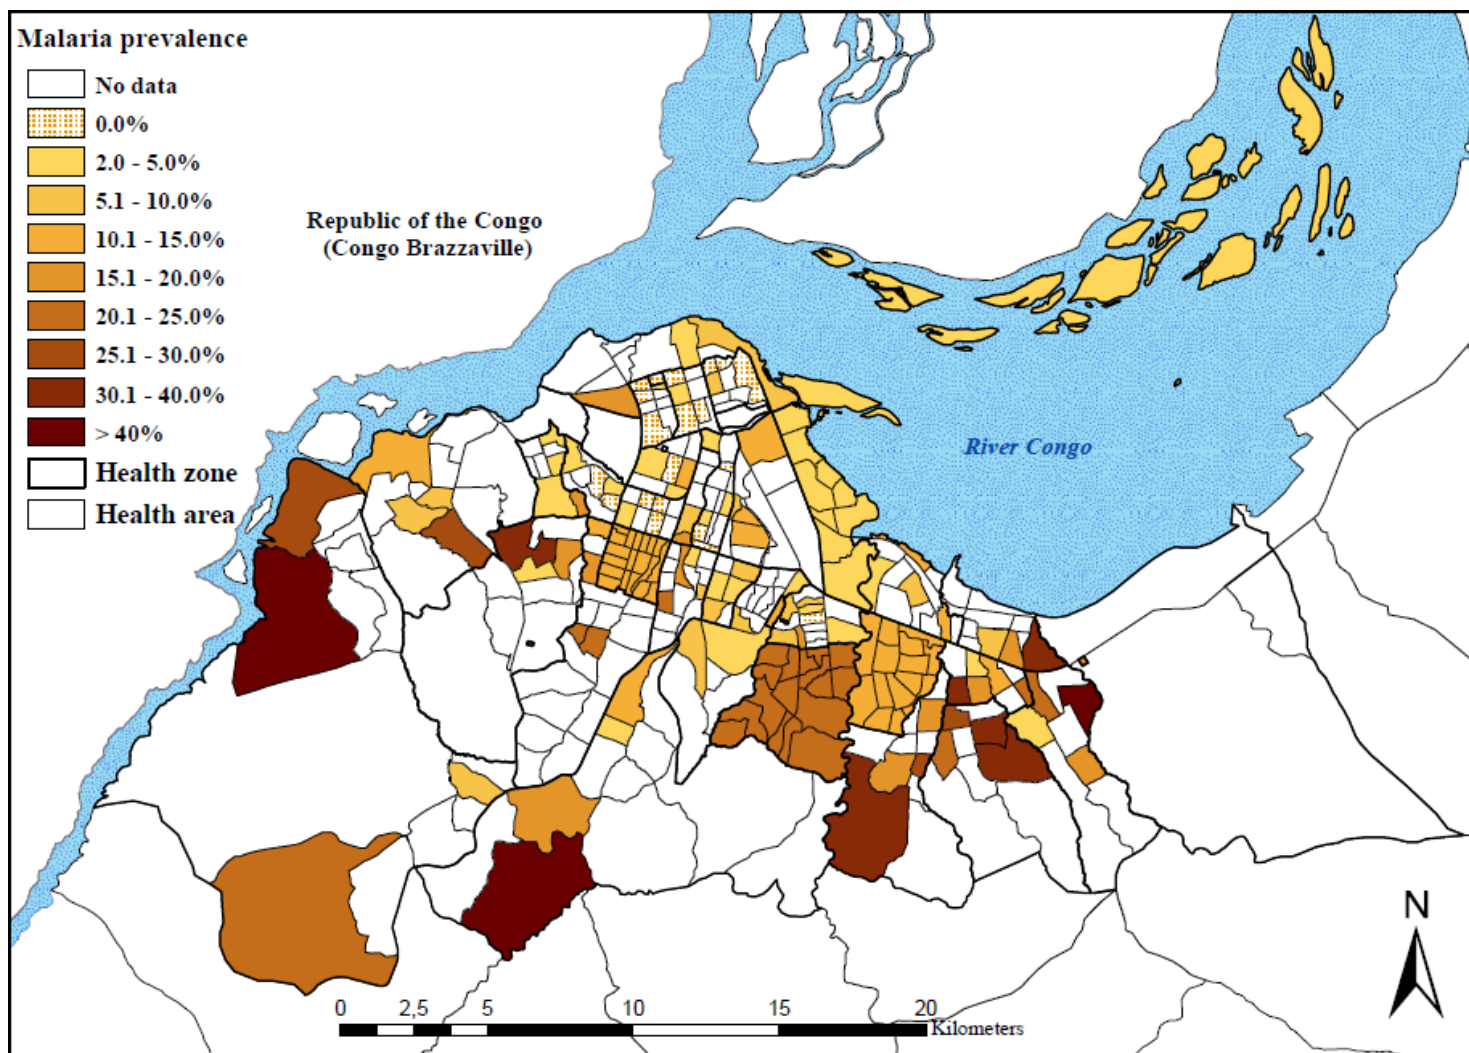 Malaria prevalence
No data
0.0%
2.0 - 5.0%
5.1 - 10.0%
10.1 - 15.0%
15.1 - 20.0%
20.1 - 25.0%
25.1 - 30.0%
30.1 - 40.0%
> 40%
Health zone
Health area
Republic of the Congo
(Congo Brazzaville)
River Congo
N
0 2,5 5 10 15 20
Kilometers